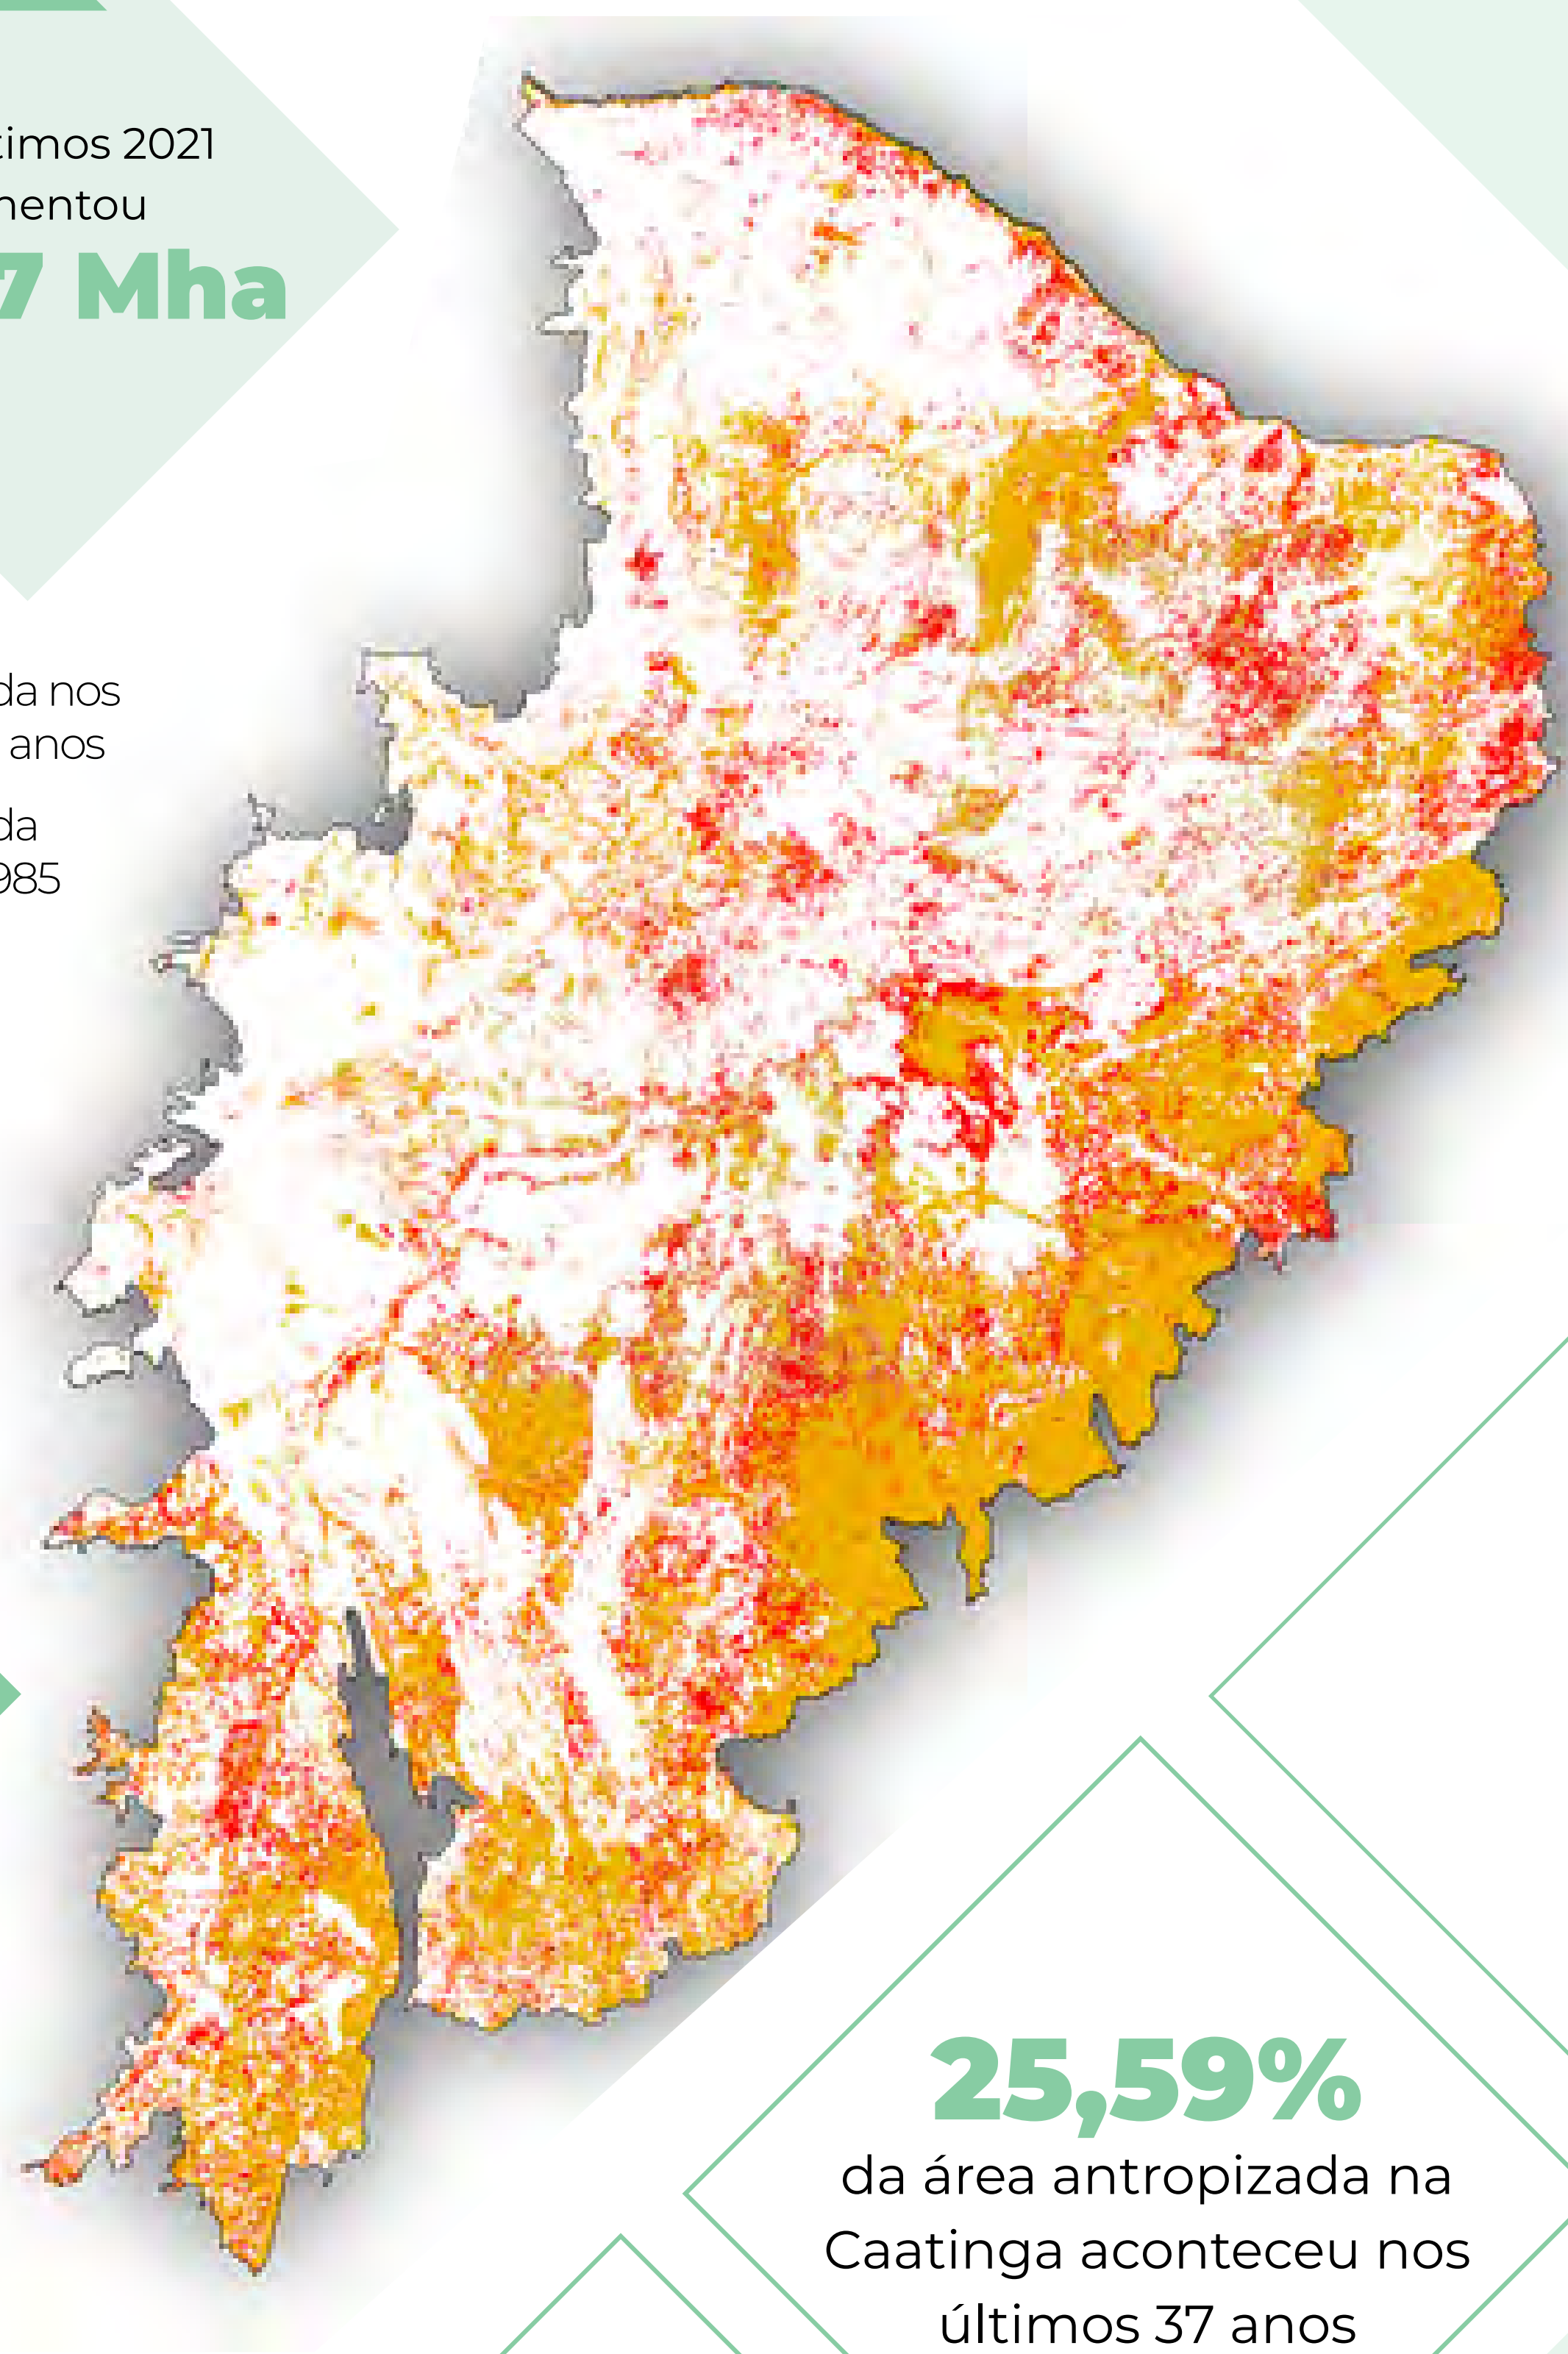 timos 2021
mentou
7 Mha
da nos
anos
da
985
25,59%
da área antropizada na
Caatinga aconteceu nos
últimos 37 anos